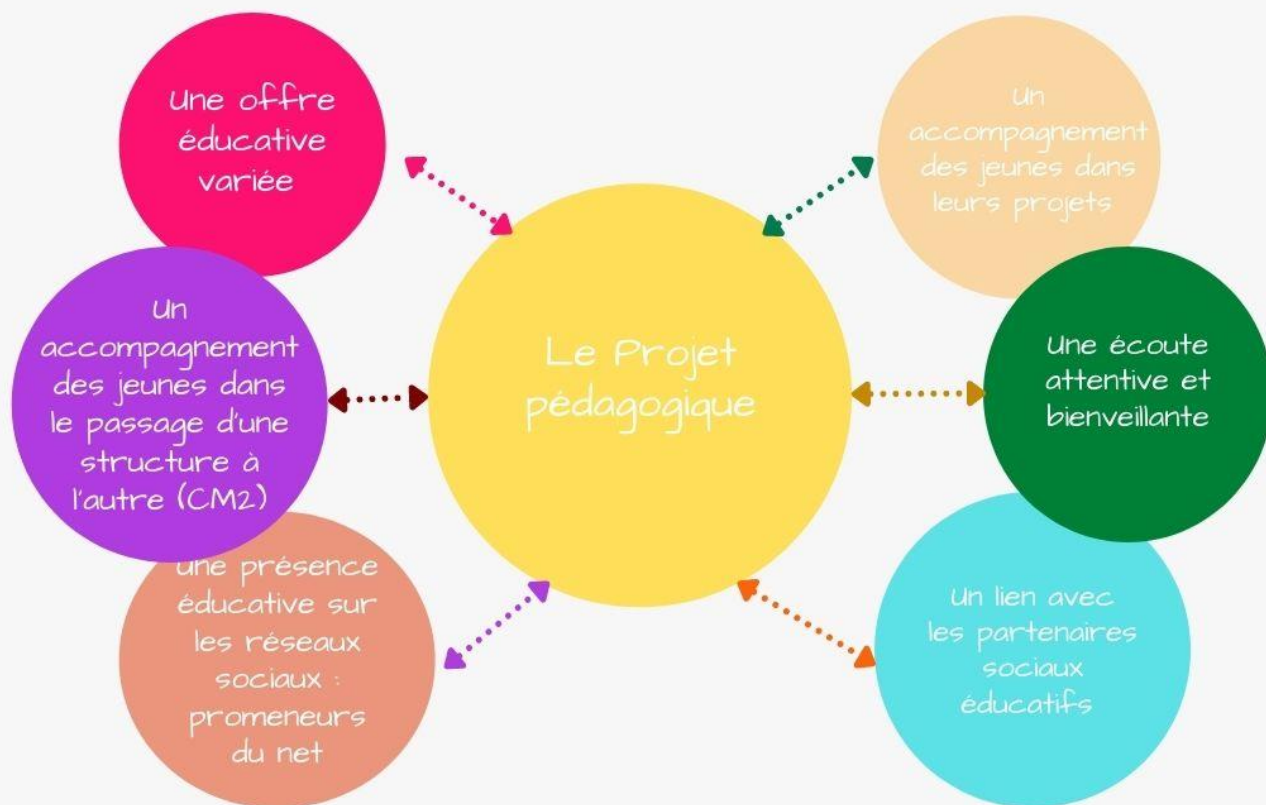 Une offre
éducative
variée
Un
accompagnement
des jeunes dans
le passage d'une
structure à
l'autre (CM2)
une présence
éducative sur
les réseaux
sociaux :
promeneurs
du net
Le Projet
pédagogique
Un
accompagnement
des jeunes dans
leurs projets
Une écoute
attentive et
bienveillante
Un lien avec
les partenaires
sociaux
éducatifs